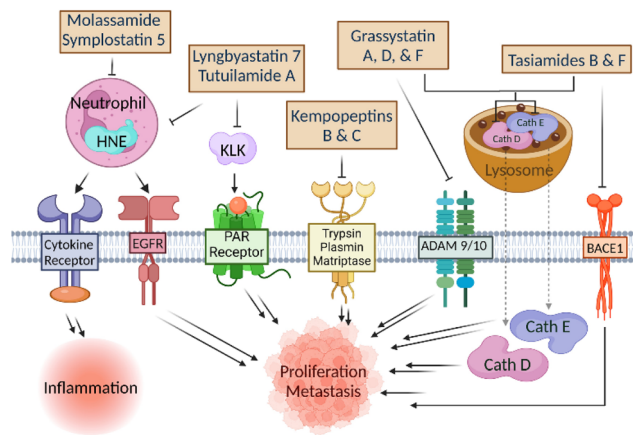 Molassamide
Symplostatin 5
Lyngbyastatin 7
Tutuilamide A
Grassystatin
A, D, & F
Tasiamides B & F
Kempopeptins
B & C
Neutrophil
HNE
KLK
Cath E
Cath D
Lysosome
Cytokine
Receptor
EGFR
PAR
Receptor
Trypsin
Plasmin
Matriptase
ADAM 9/10
BACE1
Cath E
Cath D
Inflammation
Proliferation
Metastasis